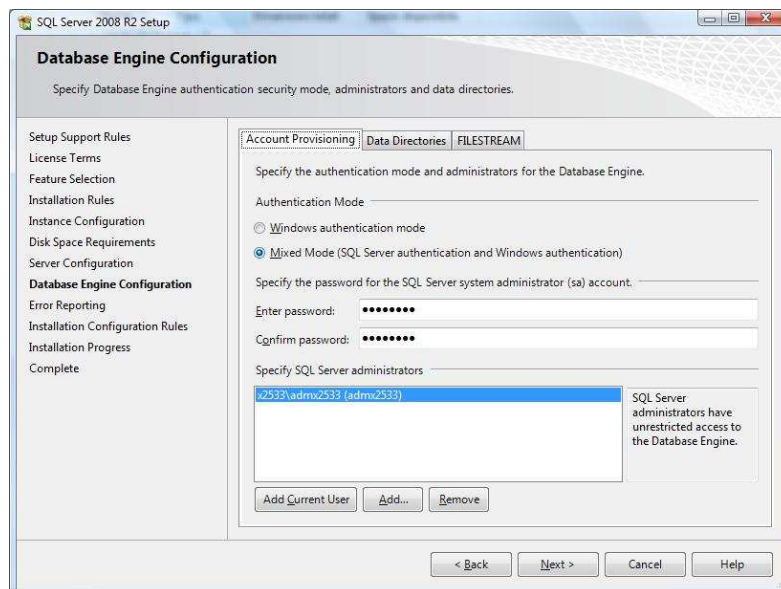 SQL Server 2008 R2 Setup
Database Engine Configuration
Specify Database Engine authentication security mode, administrators and data directories.
Setup Support Rules
License Terms
Feature Selection
Installation Rules
Instance Configuration
Disk Space Requirements
Server Configuration
Database Engine Configuration
Error Reporting
Installation Configuration Rules
Installation Progress
Complete
Account Provisioning
Data Directories
FILESTREAM
Specify the authentication mode and administrators for the Database Engine.
Authentication Mode
Windows authentication mode
Mixed Mode (SQL Server authentication and Windows authentication)
Specify the password for the SQL Server system administrator (sa) account.
Enter password: ●●●●●●●●
Confirm password: ●●●●●●●●
Specify SQL Server administrators
x2533\admx2533 (admx2533)
SQL Server
administrators have
unrestricted access to
the Database Engine.
Add Current User
Add...
Remove
< Back
Next >
Cancel
Help